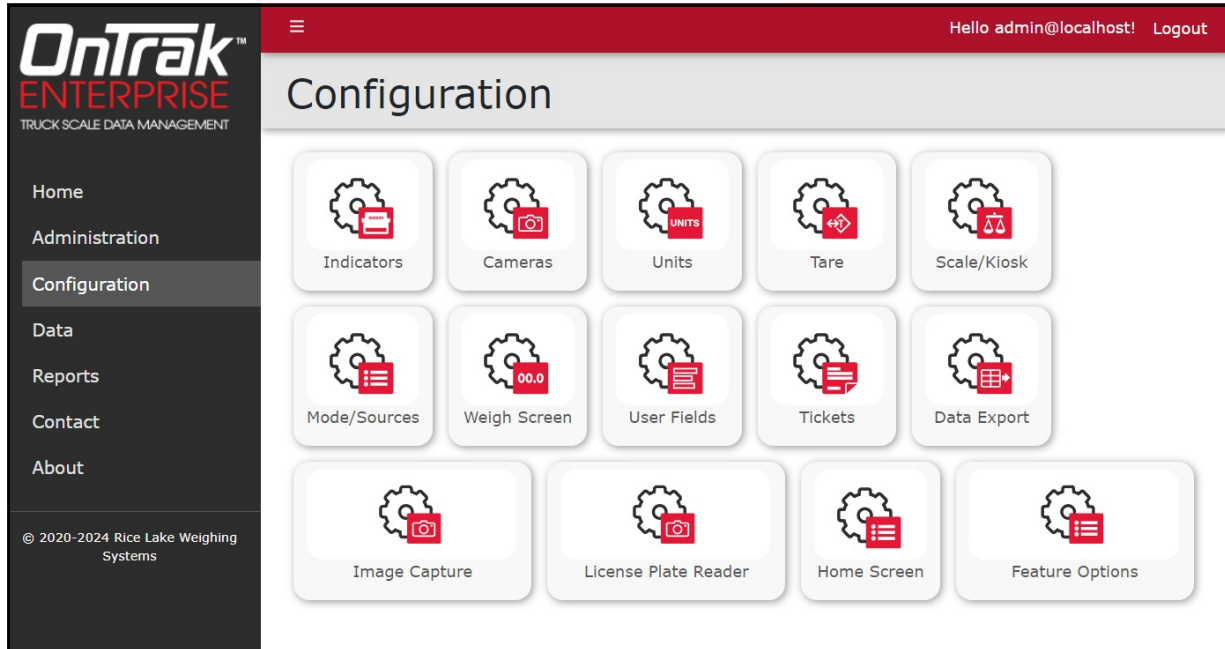 OnTrak™
ENTERPRISE
TRUCK SCALE DATA MANAGEMENT
Home
Administration
Configuration
Data
Reports
Contact
About
© 2020-2024 Rice Lake Weighing
Systems
Hello admin@localhost! Logout
Configuration
Indicators
Cameras
UNITS
Units
T
Tare
Scale/Kiosk
Mode/Sources
00.0
Weigh Screen
User Fields
Tickets
Data Export
Image Capture
License Plate Reader
Home Screen
Feature Options